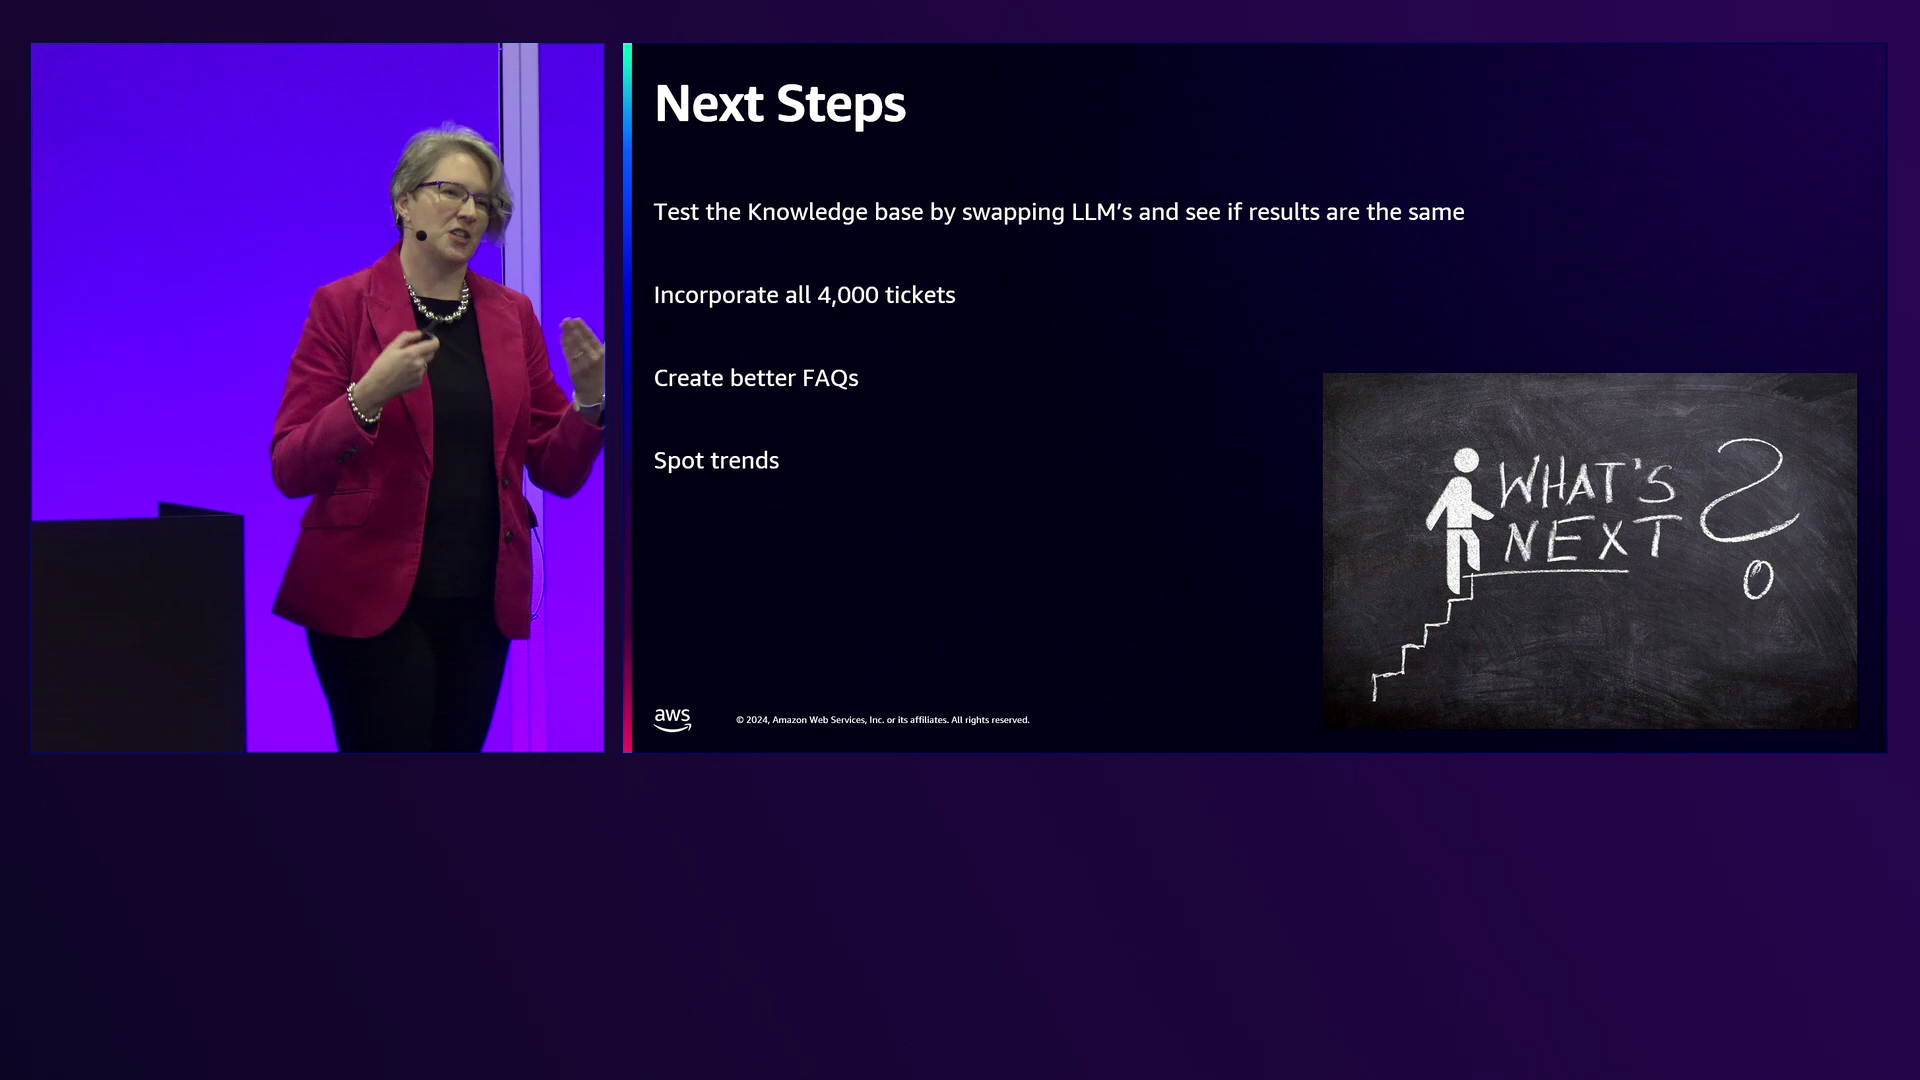 Next Steps
Test the Knowledge base by swapping LLM’s and see if results are the same
Incorporate all 4,000 tickets
Create better FAQs
Spot trends
WHAT'S
NEXT ?
aws
© 2024, Amazon Web Services, Inc. or its affiliates. All rights reserved.